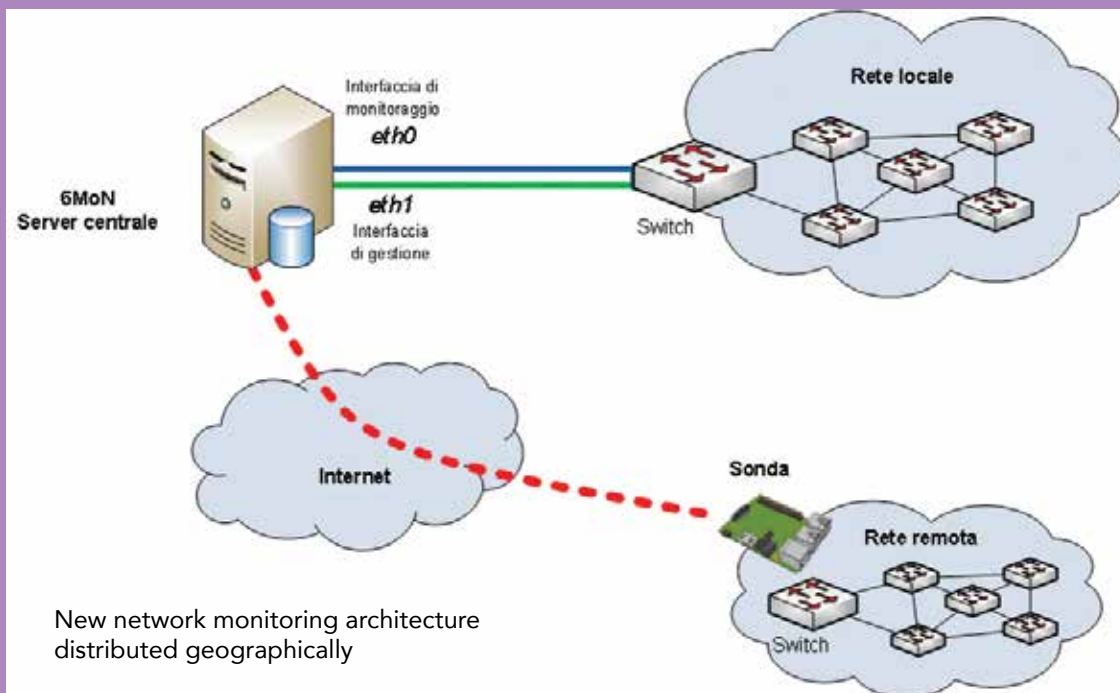 Interfaccia di
monitoraggio
eth0
6MoN
Server centrale
eth1
Interfaccia
di gestione
Rete locale
Switch
Internet
Sonda
Rete remota
Switch
New network monitoring architecture
distributed geographically